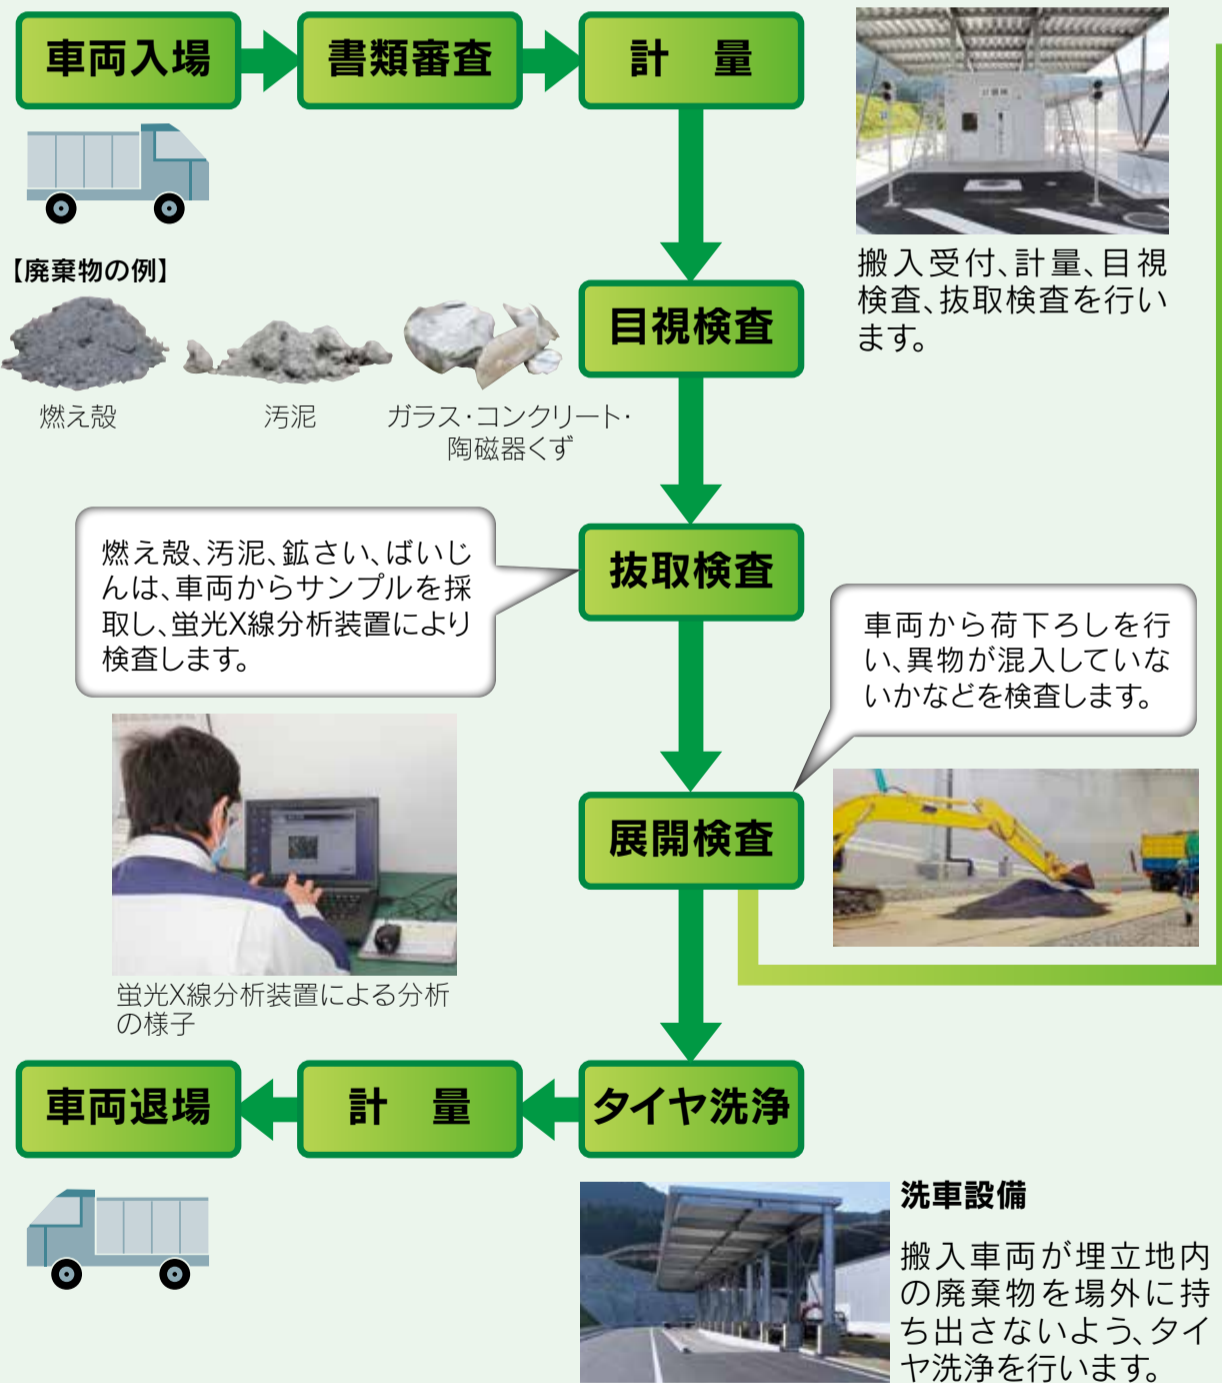 車両入場
書類審査
計　量
搬入受付、計量、目視
検査、抜取検査を行い
ます。
【廃棄物の例】
燃え殻
汚泥
ガラス・コンクリート・
陶磁器くず
目視検査
抜取検査
燃え殻、汚泥、鉱さい、ばいじ
んは、車両からサンプルを採
取し、蛍光X線分析装置により
検査します。
車両から荷下ろしを行
い、異物が混入していな
いかなどを検査します。
展開検査
蛍光X線分析装置による分析
の様子
タイヤ洗浄
計　量
車両退場
洗車設備
搬入車両が埋立地内
の廃棄物を場外に持
ち出さないよう、タイ
ヤ洗浄を行います。